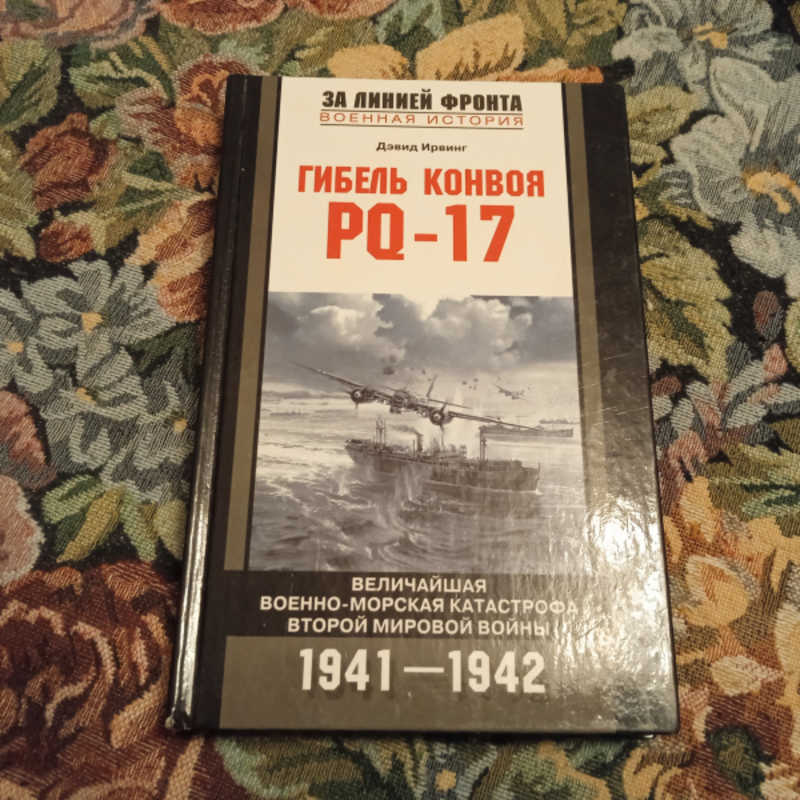 ЗА ЛИНИЕЙ ФРОНТА
ВОЕННАЯ ИСТОРИЯ
Дэвид Ирвинг
ГИБЕЛЬ КОНВОЯ
PQ-17
ВЕЛИЧАЙШАЯ
ВОЕННО-МОРСКАЯ КАТАСТРОФА
ВТОРОЙ МИРОВОЙ ВОЙНЫ
1941—1942